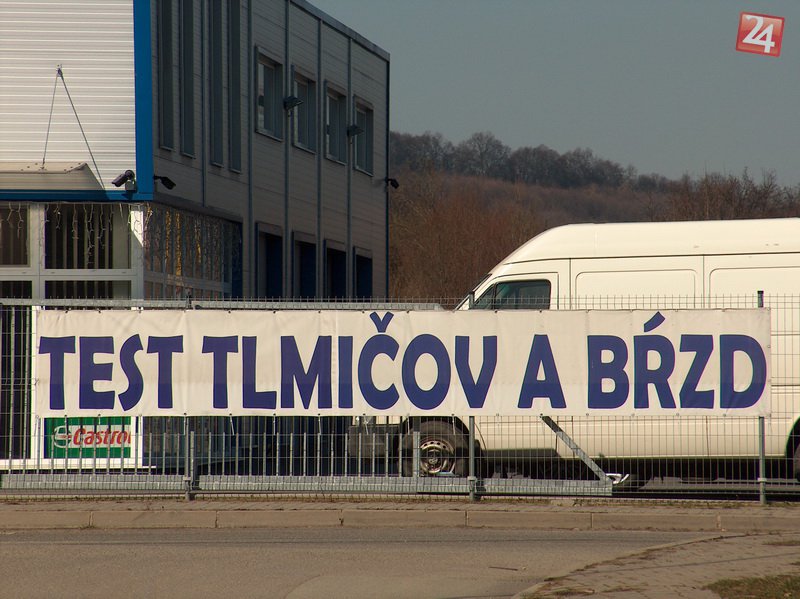 24
TEST TLMIČOV A BŔZD
Castrol